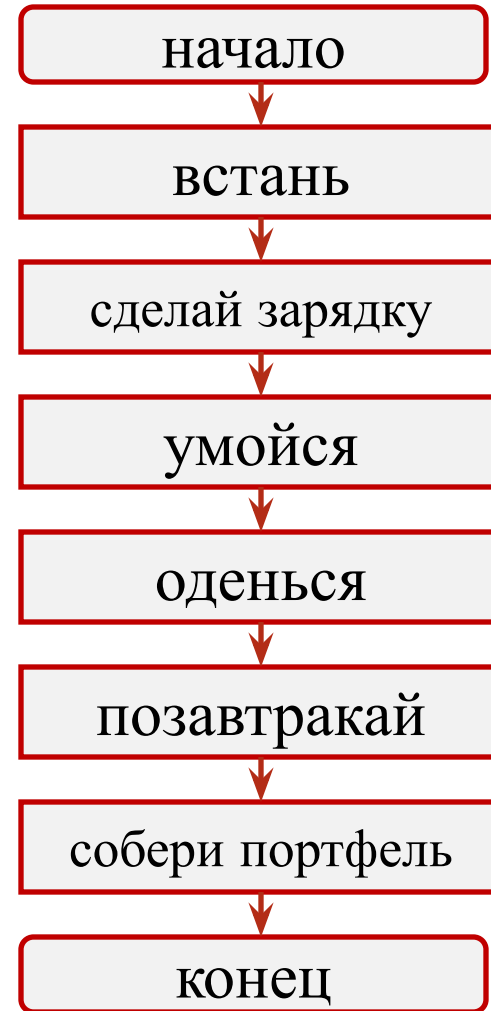 начало
встань
сделай зарядку
умойся
оденься
позавтракай
собери портфель
конец